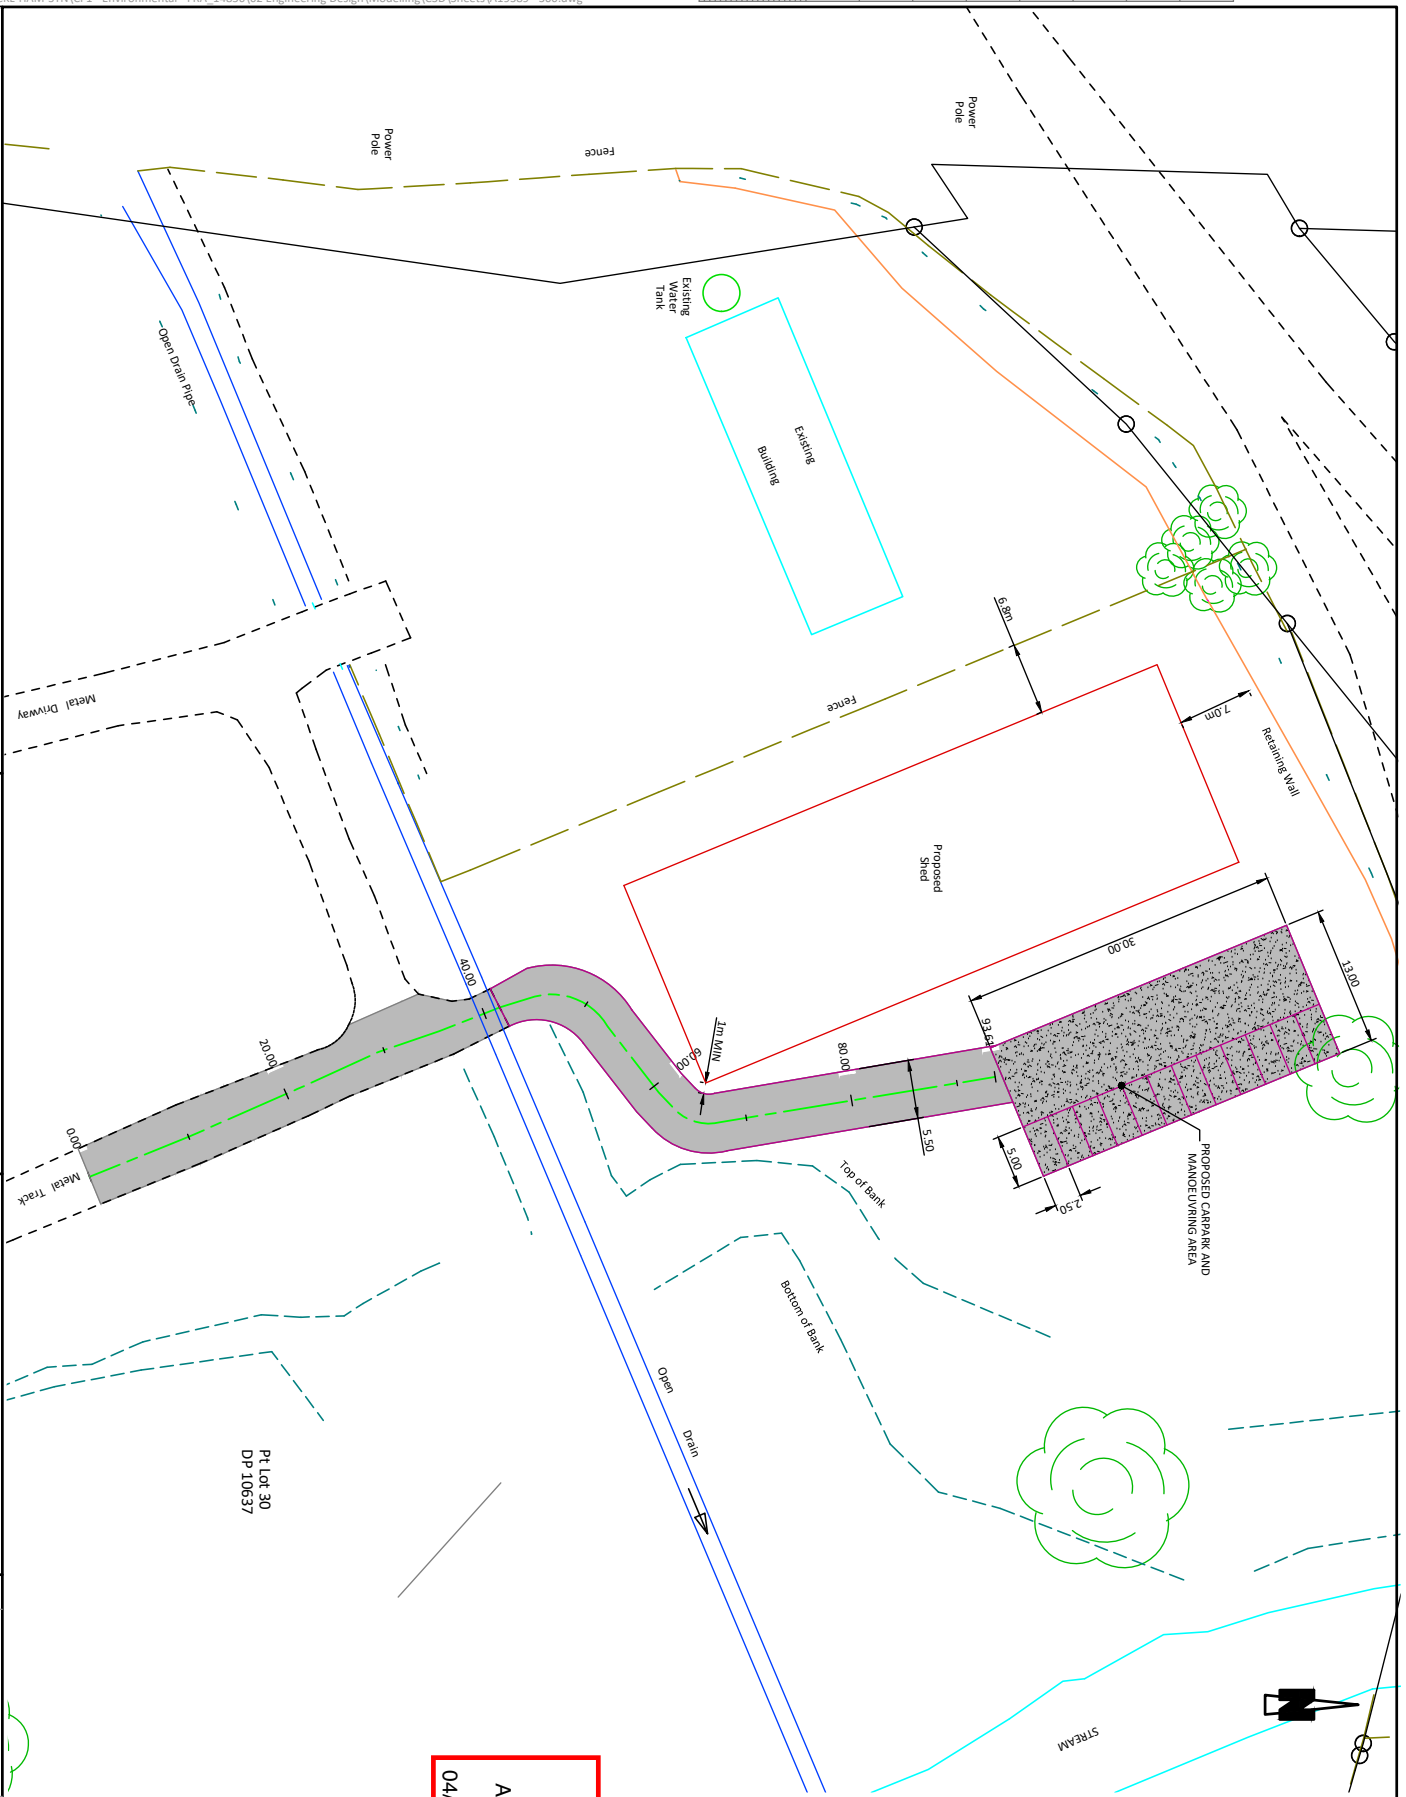 Power
Pole
Power
Pole
Fence
Existing
Water
Tank
Open Drain Pipe
Existing
Building
6.8m
7.0m
Fence
Metal Drivway
Retaining Wall
Proposed
Shed
30.00
13.00
40.00
20.00
0.00
Metal Track
1m MIN
60.00
80.00
93.62
5.50
5.00
2.50
PROPOSED CARPARK AND
MANOEUVRING AREA
Top of Bank
Bottom of Bank
Open
Drain
Pt Lot 30
DP 10637
STREAM
N
A
04/